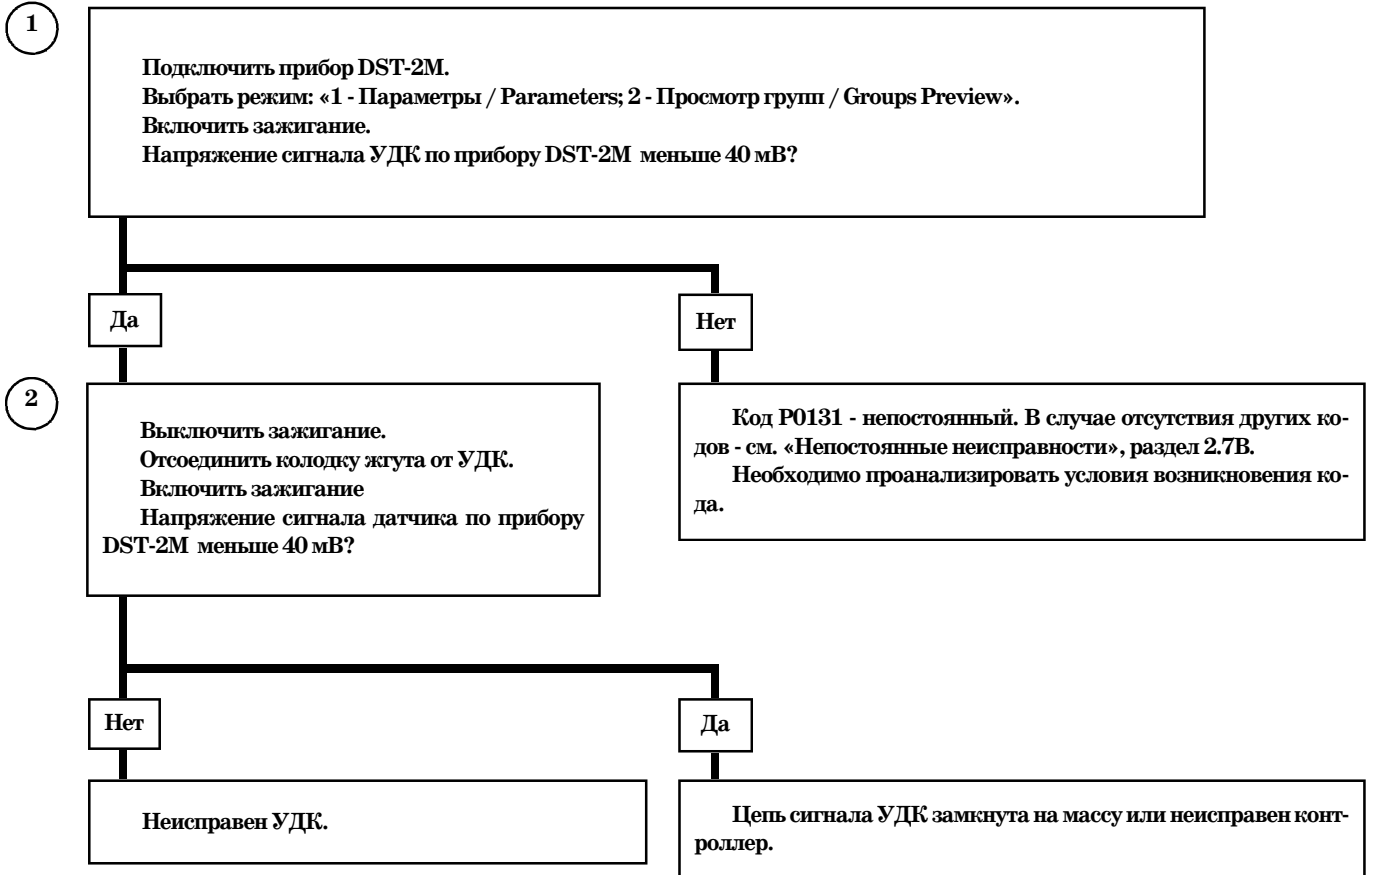 1
Подключить прибор DST-2M.
Выбрать режим: «1 - Параметры / Parameters; 2 - Просмотр групп / Groups Preview».
Включить зажигание.
Напряжение сигнала УДК по прибору DST-2M меньше 40 мВ?
Да
Нет
2
Выключить зажигание.
Отсоединить колодку жгута от УДК.
Включить зажигание
Напряжение сигнала датчика по прибору
DST-2M меньше 40 мВ?
Код Р0131 - непостоянный. В случае отсутствия других ко-
дов - см. «Непостоянные неисправности», раздел 2.7В.
Необходимо проанализировать условия возникновения ко-
да.
Нет
Да
Неисправен УДК.
Цепь сигнала УДК замкнута на массу или неисправен конт-
роллер.